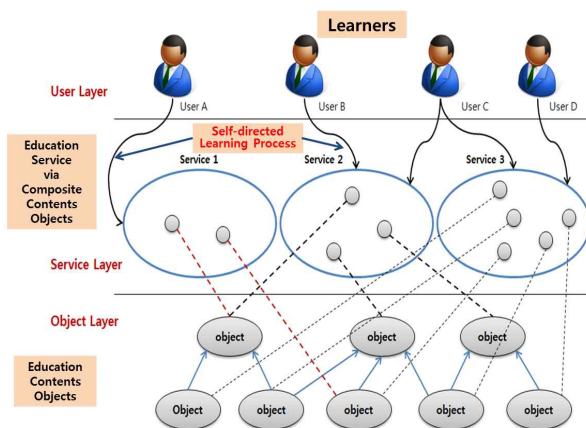 Learners
User A
User B
User C
User D
User Layer
Self-directed
Learning Process
Education
Service
via
Composite
Contents
Objects
Service 1
Service 2
Service 3
Service Layer
Object Layer
object
object
object
Education
Contents
Objects
Object
object
object
object
object